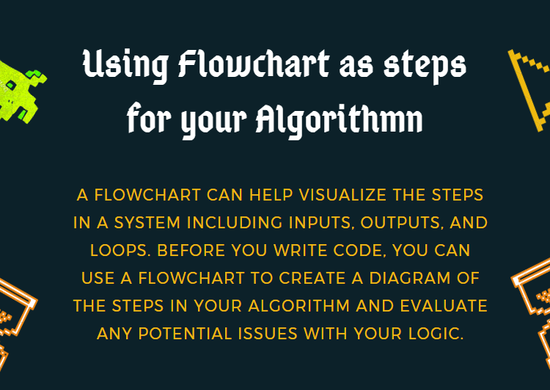 Using Flowchart as steps
for your Algorithmn
A FLOWCHART CAN HELP VISUALIZE THE STEPS
IN A SYSTEM INCLUDING INPUTS, OUTPUTS, AND
LOOPS. BEFORE YOU WRITE CODE, YOU CAN
USE A FLOWCHART TO CREATE A DIAGRAM OF
THE STEPS IN YOUR ALGORITHM AND EVALUATE
ANY POTENTIAL ISSUES WITH YOUR LOGIC.